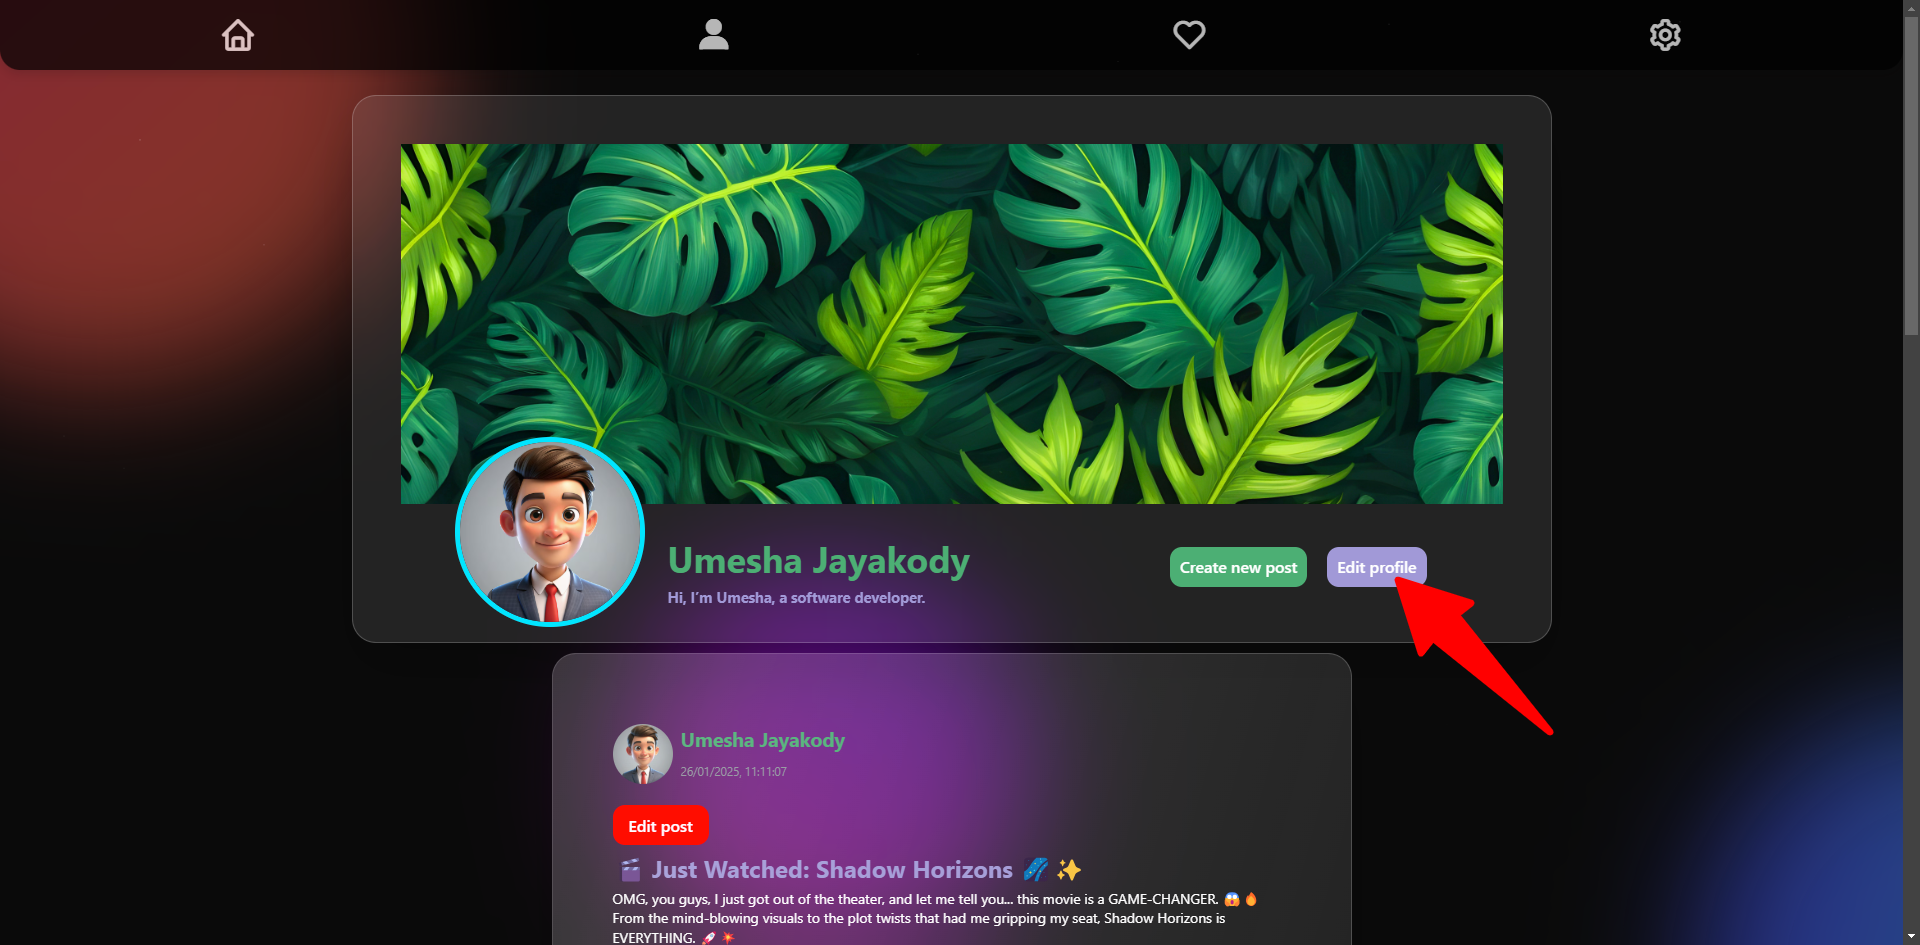 Umesha Jayakody
Hi, I’m Umesha, a software developer.
Create new post
Edit profile
Umesha Jayakody
26/01/2025, 11:11:07
Edit post
🎬 Just Watched: Shadow Horizons 🌌 ✨
OMG, you guys, I just got out of the theater, and let me tell you... this movie is a GAME-CHANGER. 😱 🔥
From the mind-blowing visuals to the plot twists that had me gripping my seat, Shadow Horizons is
EVERYTHING. 🚀 💥